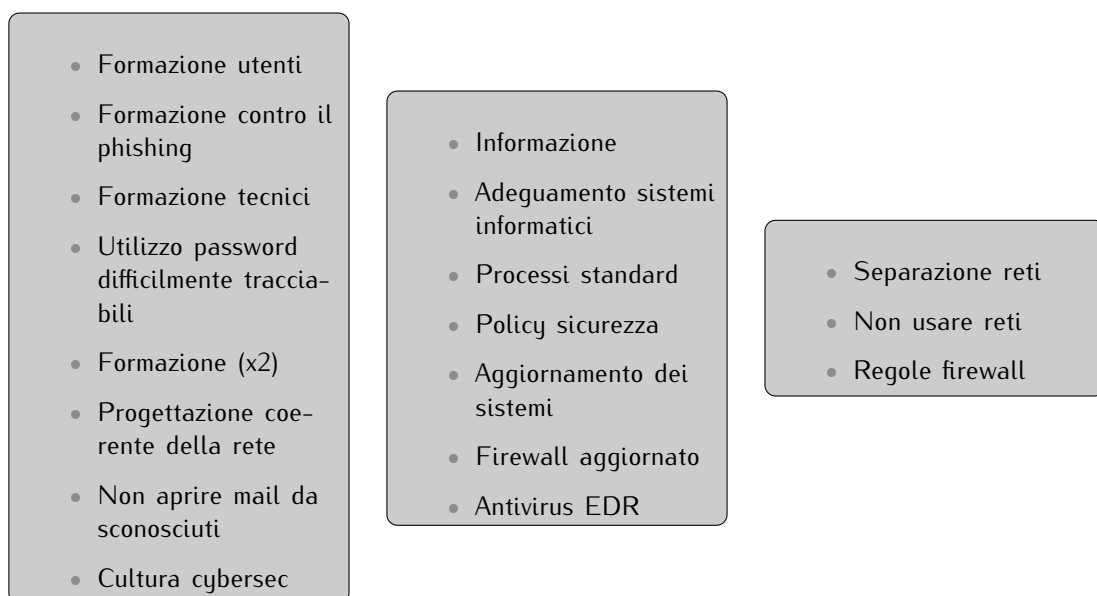 • Formazione utenti
• Formazione contro il
phishing
• Formazione tecnici
• Utilizzo password
difficilmente traccia-
bili
• Formazione (x2)
• Progettazione coe-
rente della rete
• Non aprire mail da
sconosciuti
• Cultura cybersec
• Informazione
• Adeguamento sistemi
informatici
• Processi standard
• Policy sicurezza
• Aggiornamento dei
sistemi
• Firewall aggiornato
• Antivirus EDR
• Separazione reti
• Non usare reti
• Regole firewall